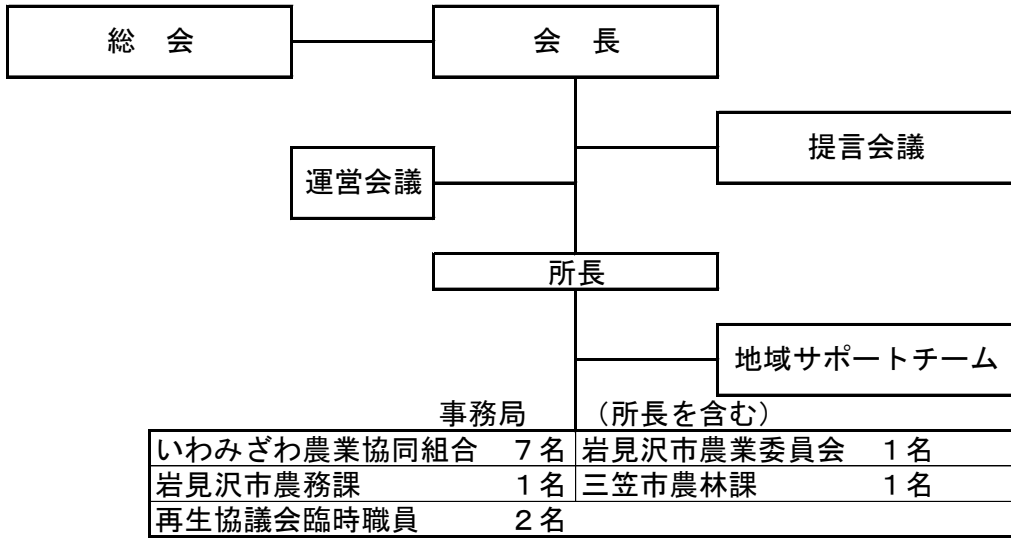 総　会
会　長
提言会議
運営会議
所長
地域サポートチーム
事務局　　（所長を含む）
いわみざわ農業協同組合　７名　岩見沢市農業委員会　１名
岩見沢市農務課　１名　三笠市農林課　１名
再生協議会臨時職員　２名